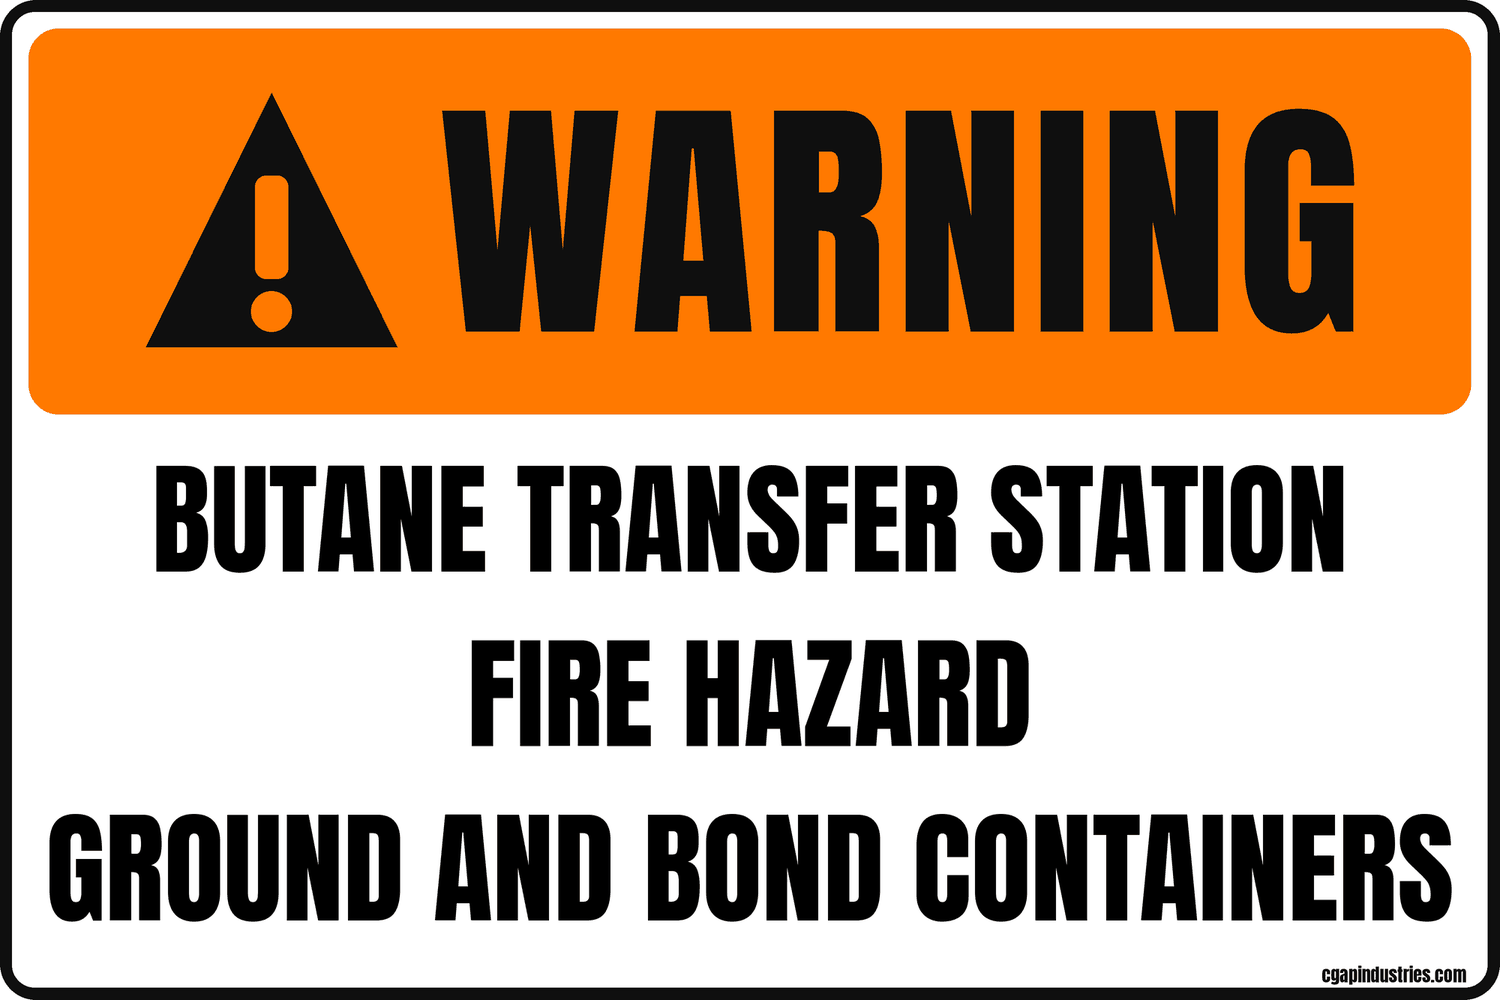 WARNING
BUTANE TRANSFER STATION
FIRE HAZARD
GROUND AND BOND CONTAINERS
cgapindustries.com